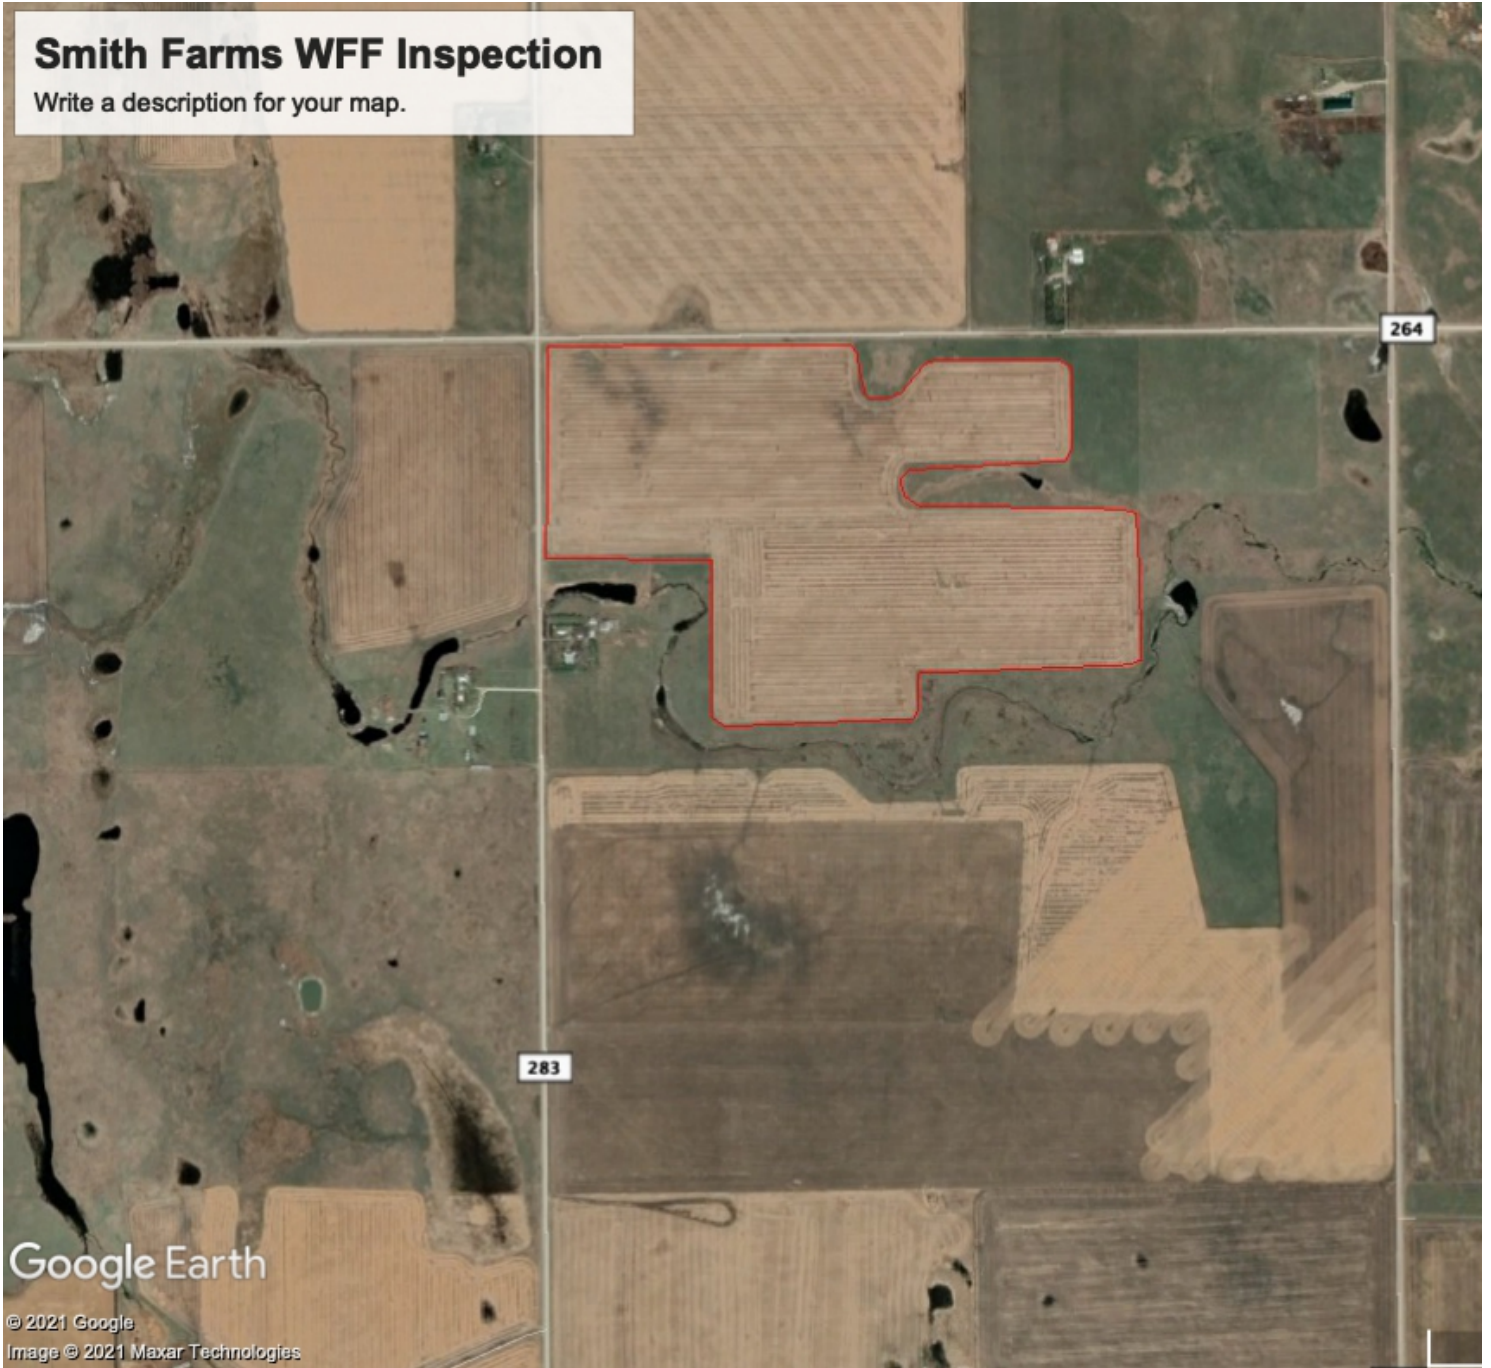 Smith Farms WFF Inspection
Write a description for your map.
264
283
Google Earth
© 2021 Google
Image © 2021 Maxar Technologies